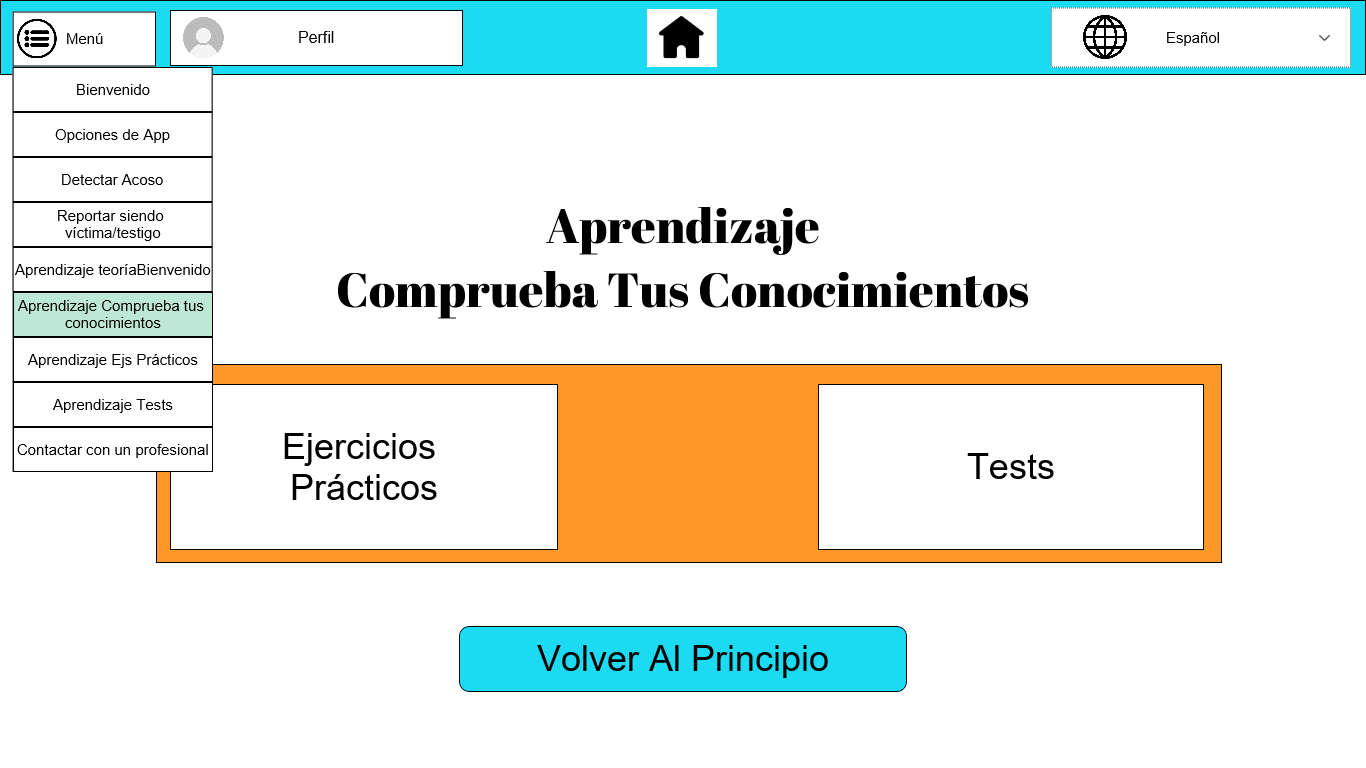 Menú
Perfil
Español
Bienvenido
Opciones de App
Detectar Acoso
Reportar siendo
víctima/testigo
Aprendizaje teoríaBienvenido
Aprendizaje Comprueba tus
conocimientos
Aprendizaje Ejs Prácticos
Aprendizaje Tests
Contactar con un profesional
Aprendizaje
Comprueba Tus Conocimientos
Ejercicios
Prácticos
Tests
Volver Al Principio